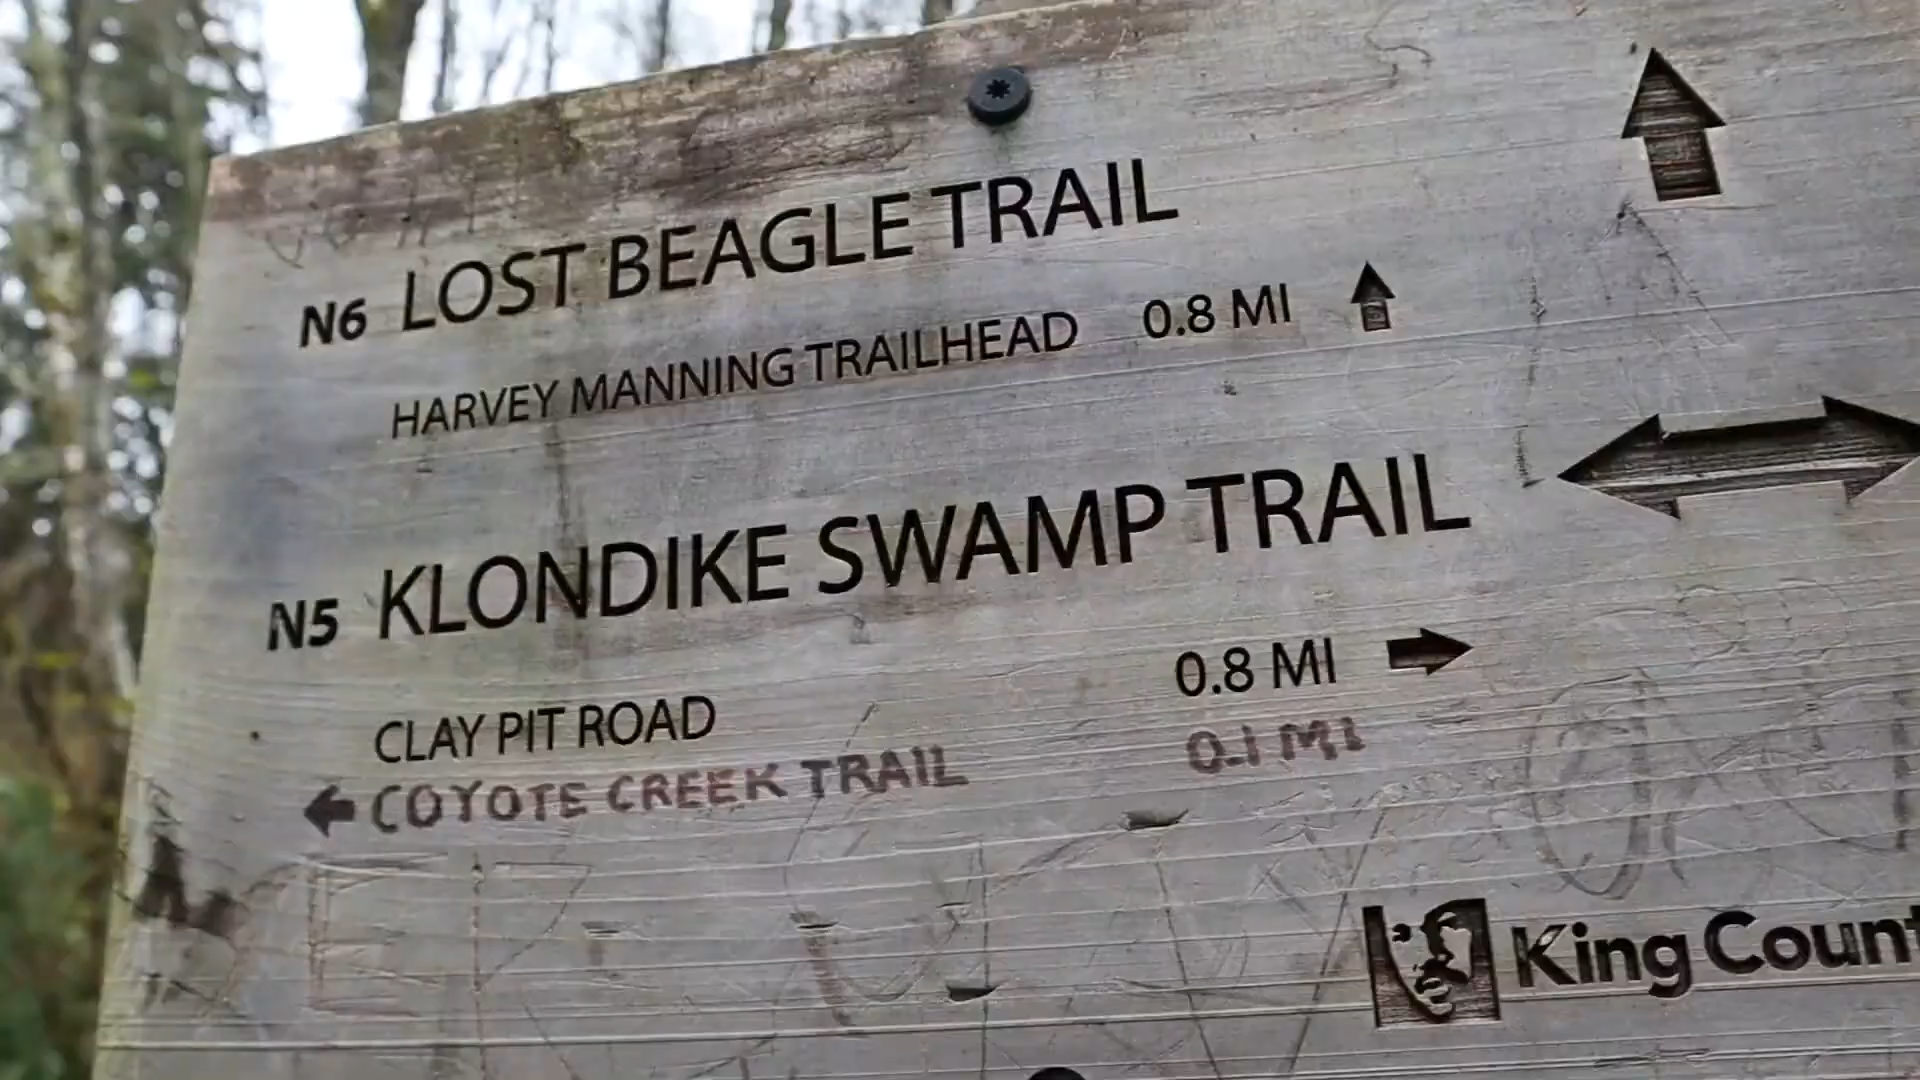 N6 LOST BEAGLE TRAIL
HARVEY MANNING TRAILHEAD 0.8 MI
N5 KLONDIKE SWAMP TRAIL
CLAY PIT ROAD 0.8 MI
COYOTE CREEK TRAIL 0.1 MI
King Count